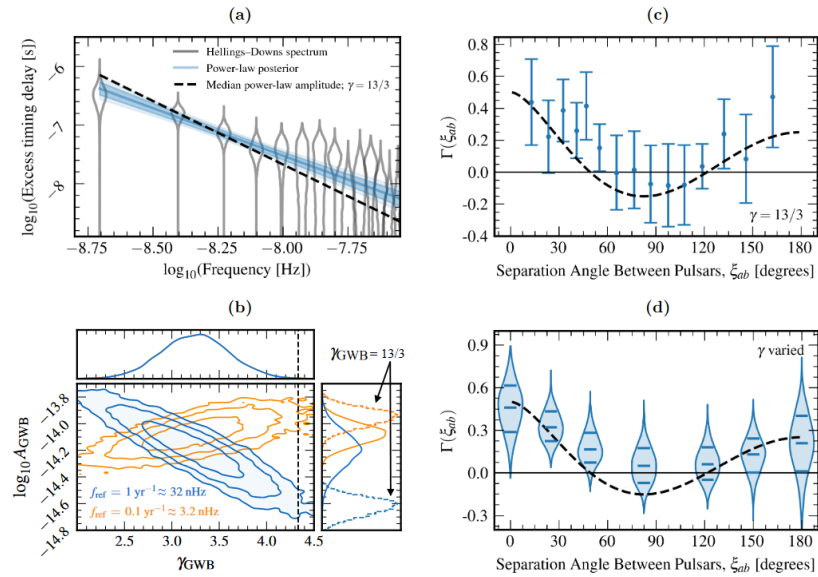 (a)
Hellings–Downs spectrum
Power-law posterior
Median power-law amplitude; γ = 13/3
log₁₀(Excess timing delay [s])
−6
−7
−8
−8.75 −8.50 −8.25 −8.00 −7.75
log₁₀(Frequency [Hz])
(c)
Γ(ξab)
0.8
0.6
0.4
0.2
0.0
-0.2
-0.4
γ = 13/3
0 30 60 90 120 150 180
Separation Angle Between Pulsars, ξab [degrees]
(b)
γGWB = 13/3
log₁₀ AGWB
−13.8
−14.0
−14.2
−14.4
−14.6
−14.8
fref = 1 yr⁻¹ ≈ 32 nHz
fref = 0.1 yr⁻¹ ≈ 3.2 nHz
2.5 3.0 3.5 4.0 4.5
γGWB
(d)
γ varied
Γ(ξab)
0.9
0.6
0.3
0.0
-0.3
0 30 60 90 120 150 180
Separation Angle Between Pulsars, ξab [degrees]